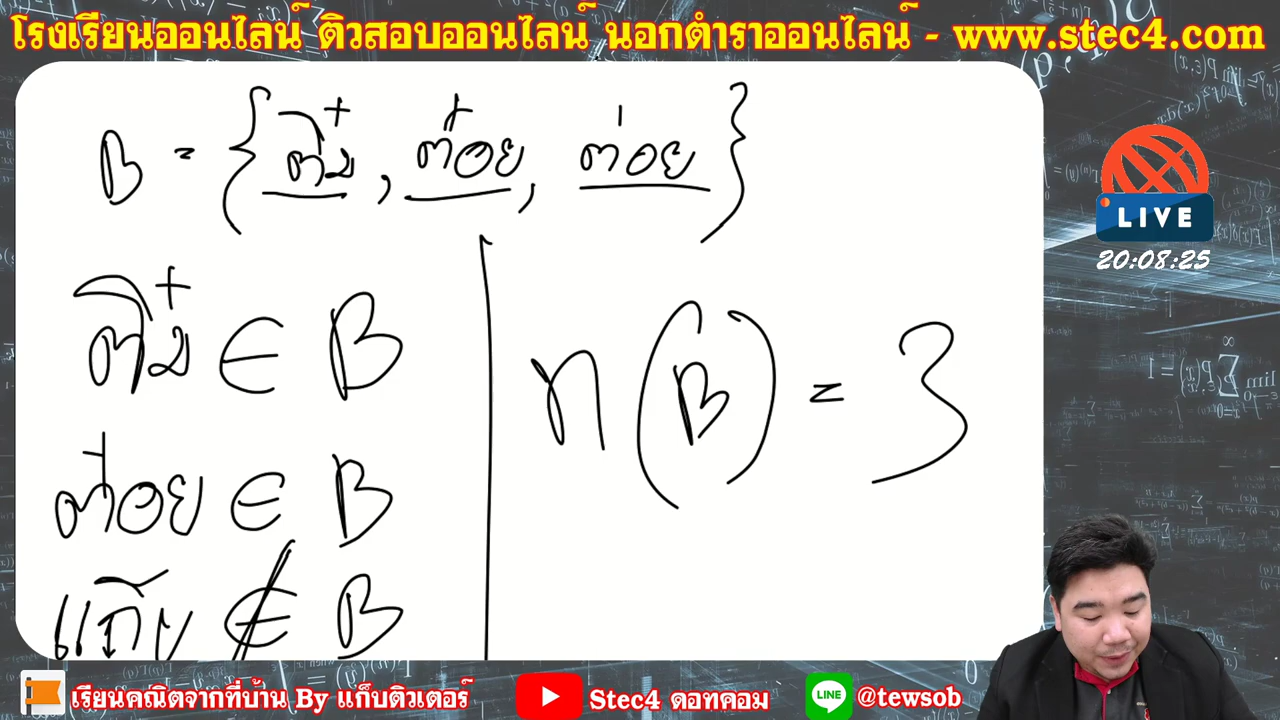 โรงเรียนออนไลน์ ติวสอบออนไลน์ นอกตำราออนไลน์ - www.stec4.com
B = {ติ๋ม, ต๋อย, ต่อย}
LIVE
20:08:25
ติ๋ม ∈ B
n(B) = 3
ต๋อย ∈ B
∉ B
เรียนคณิตจากที่บ้าน By แก็บติวเตอร์
Stec4 ดอทคอม
LINE
@tewsob